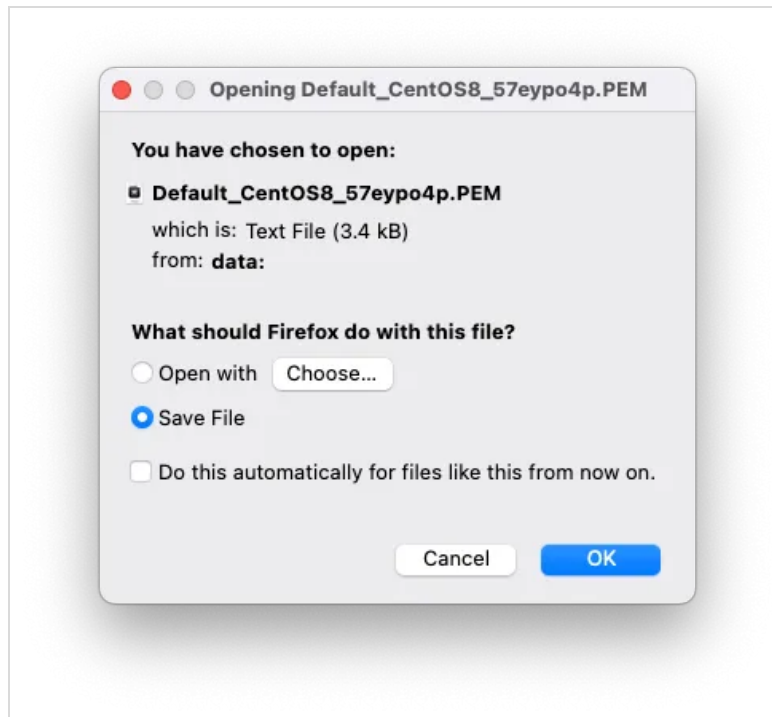 Opening Default_CentOS8_57eypo4p.PEM
You have chosen to open:
Default_CentOS8_57eypo4p.PEM
which is: Text File (3.4 kB)
from: data:
What should Firefox do with this file?
Open with Choose...
Save File
Do this automatically for files like this from now on.
Cancel OK